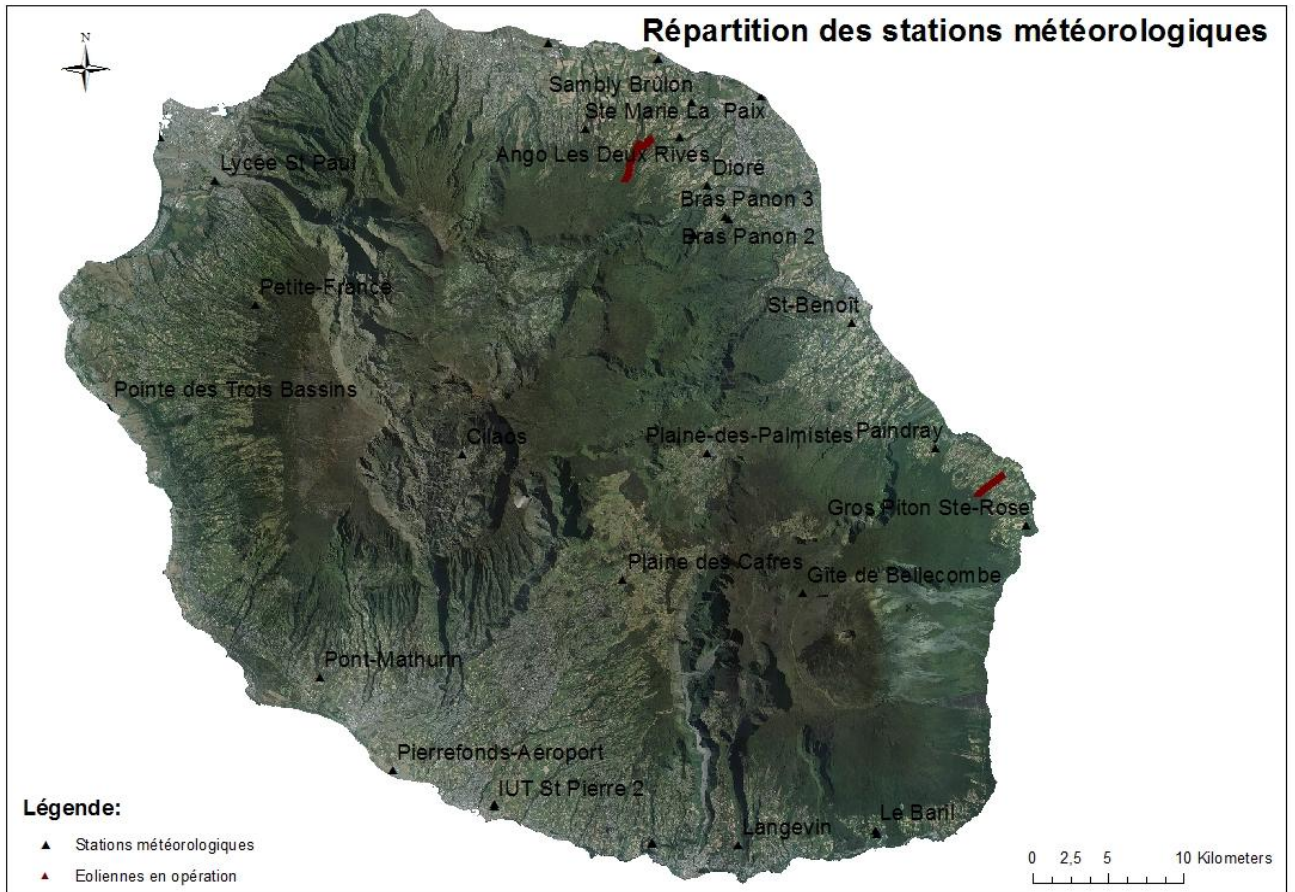 Répartition des stations météorologiques
N
Sambly Brûlon
Ste Marie La Paix
Ango Les Deux Rives
Lycée St Paul
Dioré
Bras Panon 3
Bras Panon 2
Petite-France
St-Benoît
Pointe des Trois Bassins
Cilaos
Plaine-des-Palmistes
Paindray
Gros Piton Ste-Rose
Plaine des Cafres
Gîte de Bellecombe
Pont-Mathurin
Pierrefonds-Aeroport
IUT St Pierre 2
Langevin
Le Baril
Légende:
Stations météorologiques
Eoliennes en opération
0 2,5 5 10 Kilometers